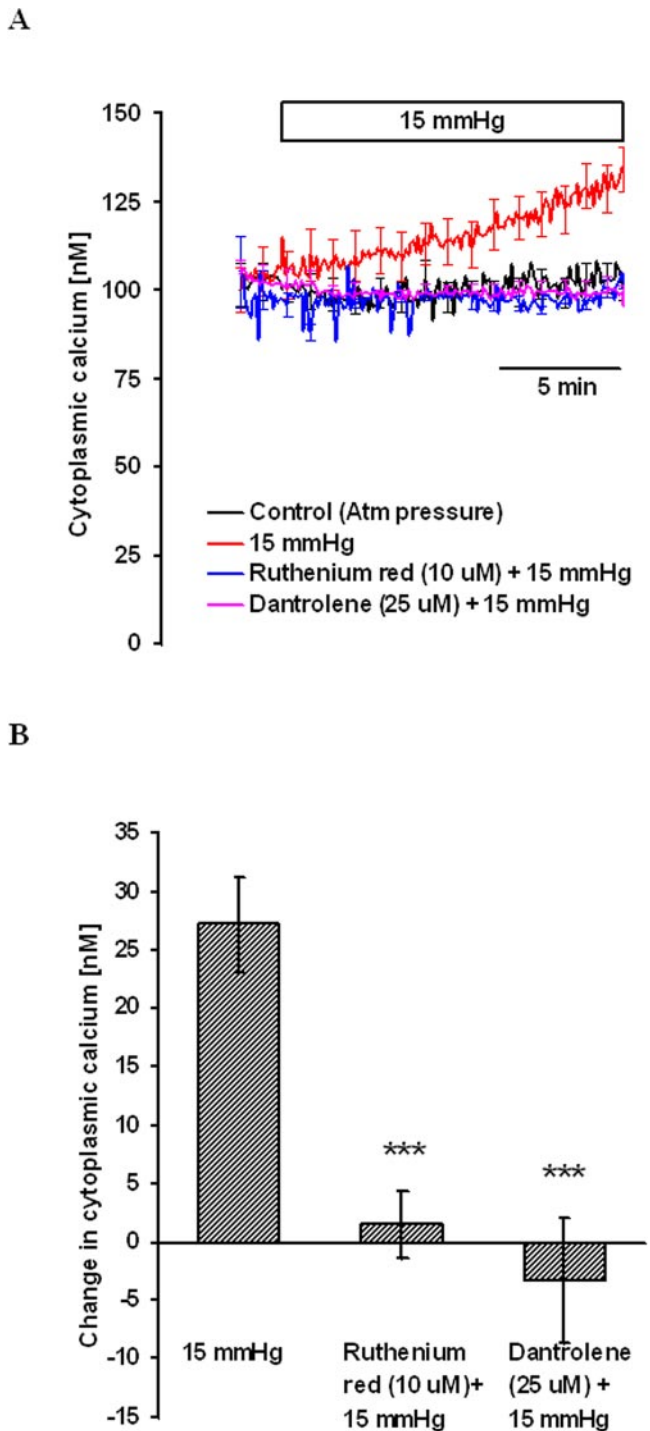 A
150
125
100
75
50
25
0
Cytoplasmic calcium [nM]
15 mmHg
5 min
Control (Atm pressure)
15 mmHg
Ruthenium red (10 uM) + 15 mmHg
Dantrolene (25 uM) + 15 mmHg
B
35
30
25
20
15
10
5
0
-5
-10
-15
Change in cytoplasmic calcium [nM]
***
***
15 mmHg
Ruthenium
red (10 uM)+
15 mmHg
Dantrolene
(25 uM) +
15 mmHg